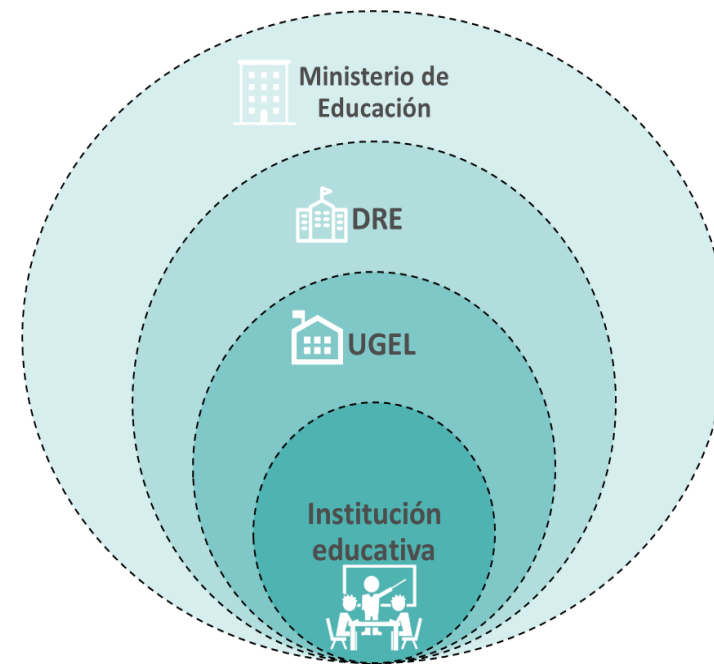 Ministerio de
Educación
DRE
UGEL
Institución
educativa